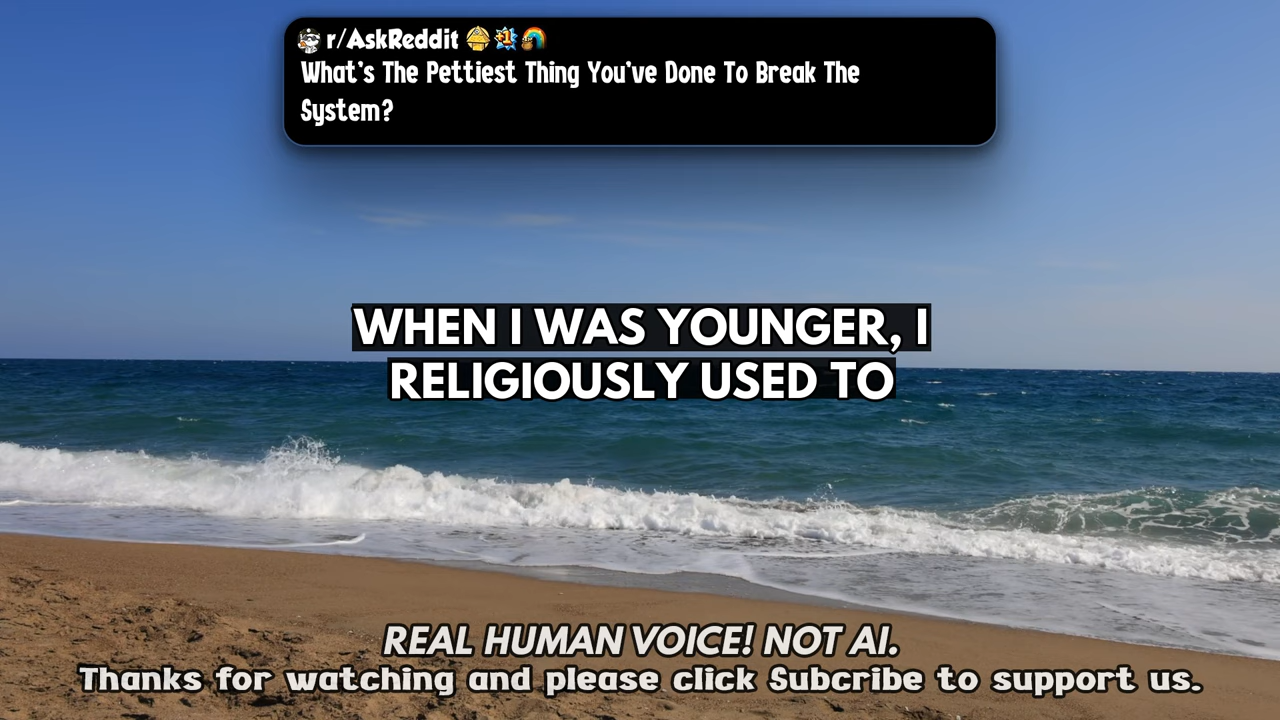 r/AskReddit
What's The Pettiest Thing You've Done To Break The
System?
WHEN I WAS YOUNGER, I
RELIGIOUSLY USED TO
REAL HUMAN VOICE! NOT AI.
Thanks for watching and please click Subcribe to support us.